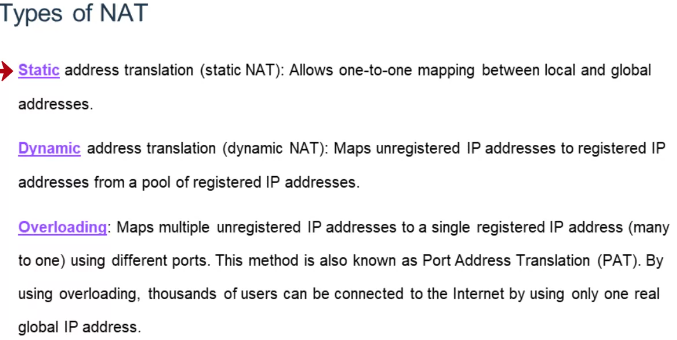 Types of NAT
Static address translation (static NAT): Allows one-to-one mapping between local and global
addresses.
Dynamic address translation (dynamic NAT): Maps unregistered IP addresses to registered IP
addresses from a pool of registered IP addresses.
Overloading: Maps multiple unregistered IP addresses to a single registered IP address (many
to one) using different ports. This method is also known as Port Address Translation (PAT). By
using overloading, thousands of users can be connected to the Internet by using only one real
global IP address.